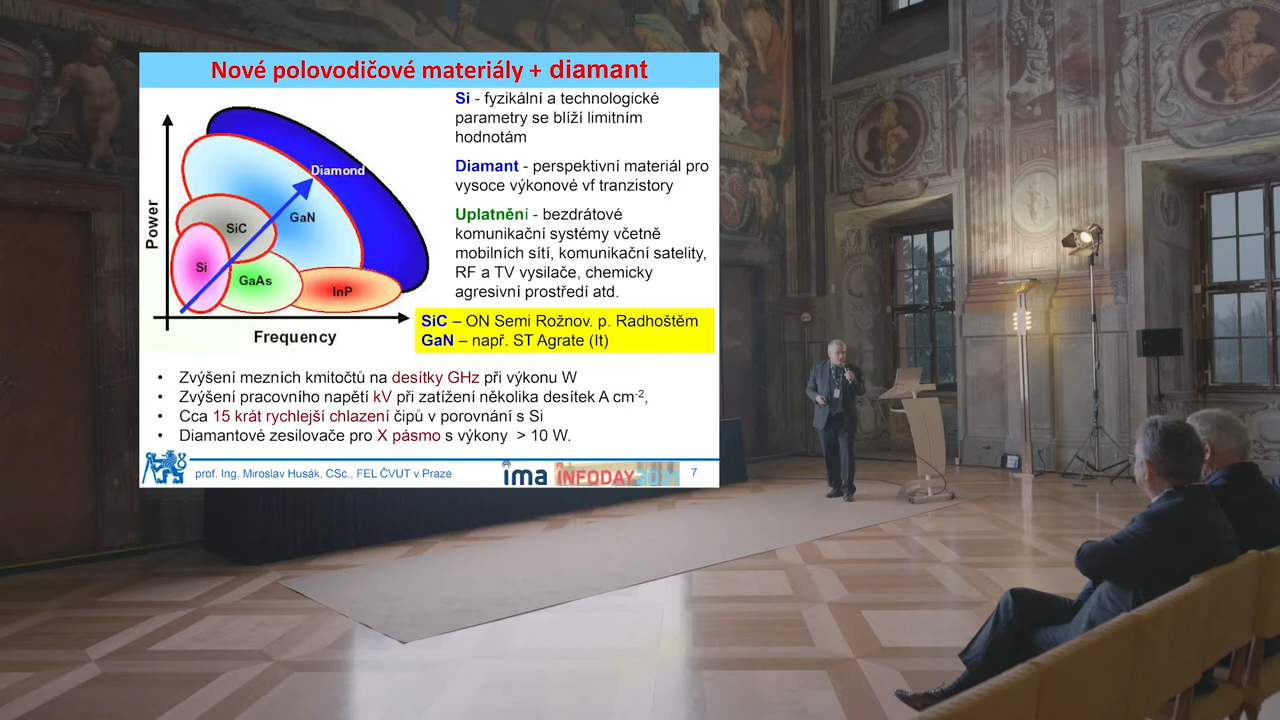 Nové polovodičové materiály + diamant
Power
Diamond
GaN
SiC
Si
GaAs
InP
Frequency
Si - fyzikální a technologické
parametry se blíží limitním
hodnotám
Diamant - perspektivní materiál pro
vysoce výkonové vf tranzistory
Uplatnění - bezdrátové
komunikační systémy včetně
mobilních sítí, komunikační satelity,
RF a TV vysilače, chemicky
agresivní prostředí atd.
SiC – ON Semi Rožnov. p. Radhoštěm
GaN – např. ST Agrate (It)
• Zvýšení mezních kmitočtů na desítky GHz při výkonu W
• Zvýšení pracovního napětí kV při zatížení několika desítek A cm-2,
• Cca 15 krát rychlejší chlazení čipů v porovnání s Si
• Diamantové zesilovače pro X pásmo s výkony > 10 W.
prof. Ing. Miroslav Husák, CSc., FEL ČVUT v Praze
ima
INFODAY2021
7